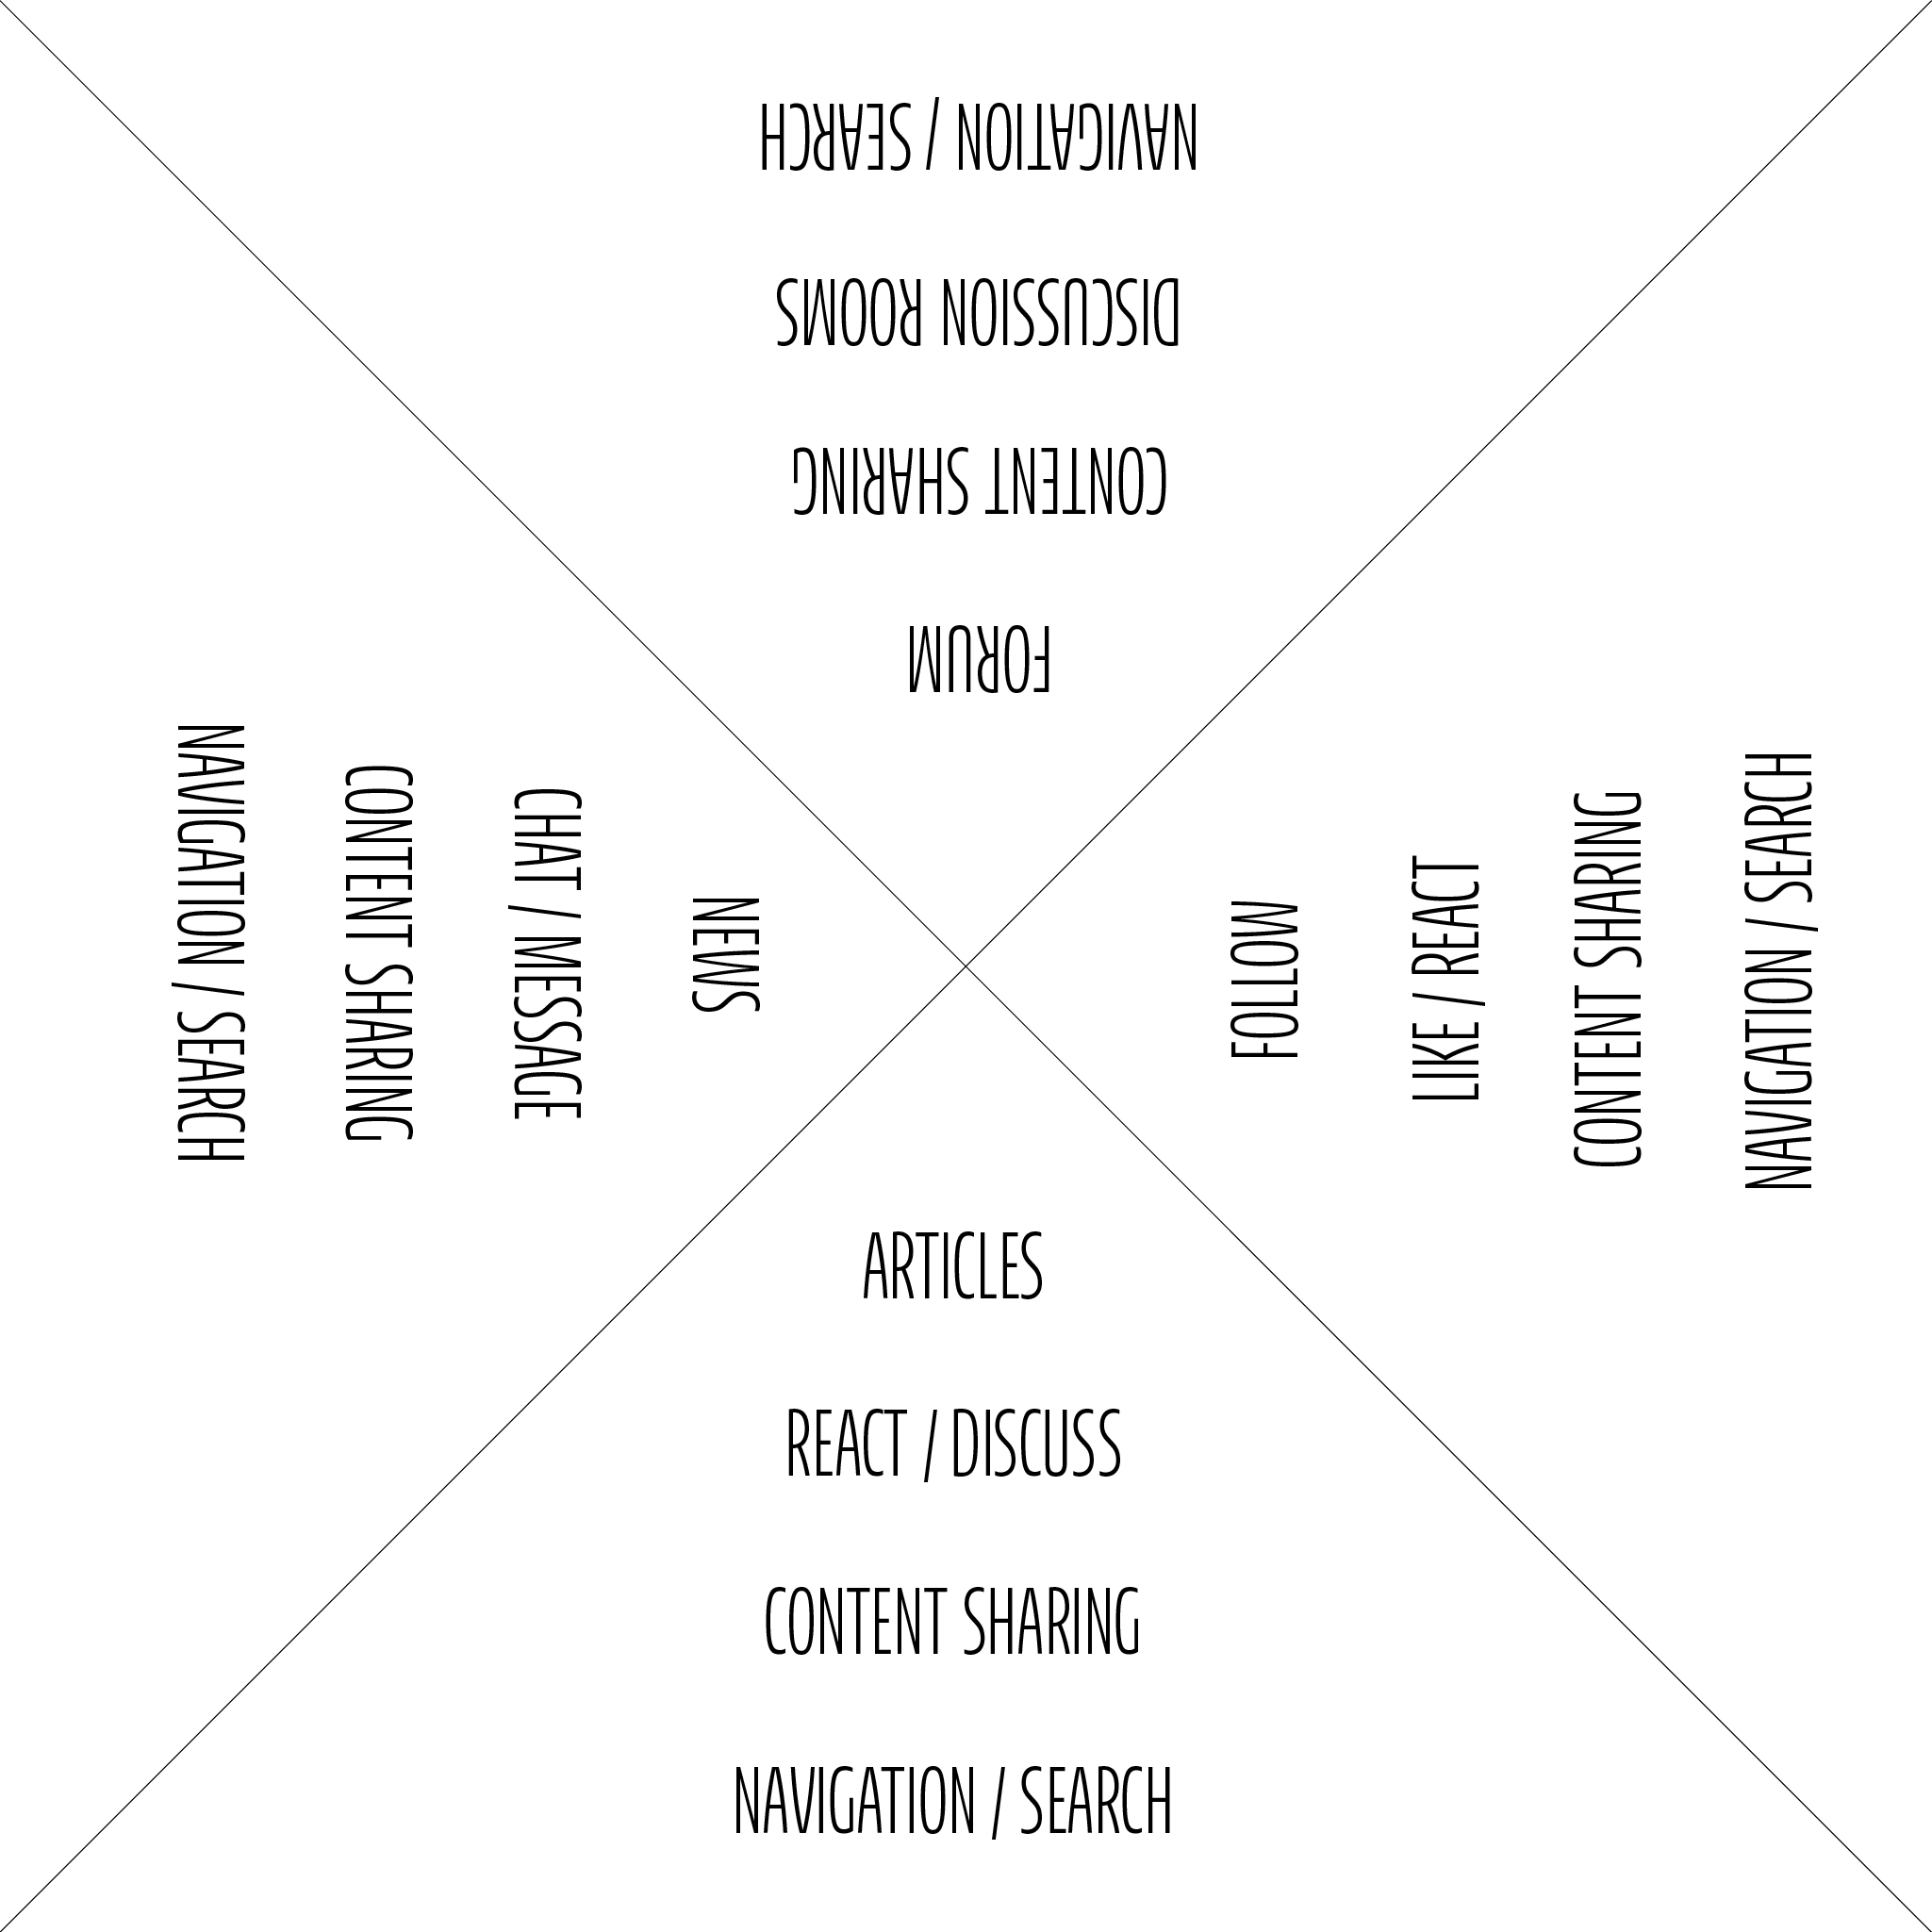 NAVIGATION / SEARCH
DISCUSSION ROOMS
CONTENT SHARING
FORUM
NAVIGATION / SEARCH
CONTENT SHARING
CHAT / MESSAGE
NEWS
FOLLOW
LIKE / REACT
CONTENT SHARING
NAVIGATION / SEARCH
ARTICLES
REACT / DISCUSS
CONTENT SHARING
NAVIGATION / SEARCH